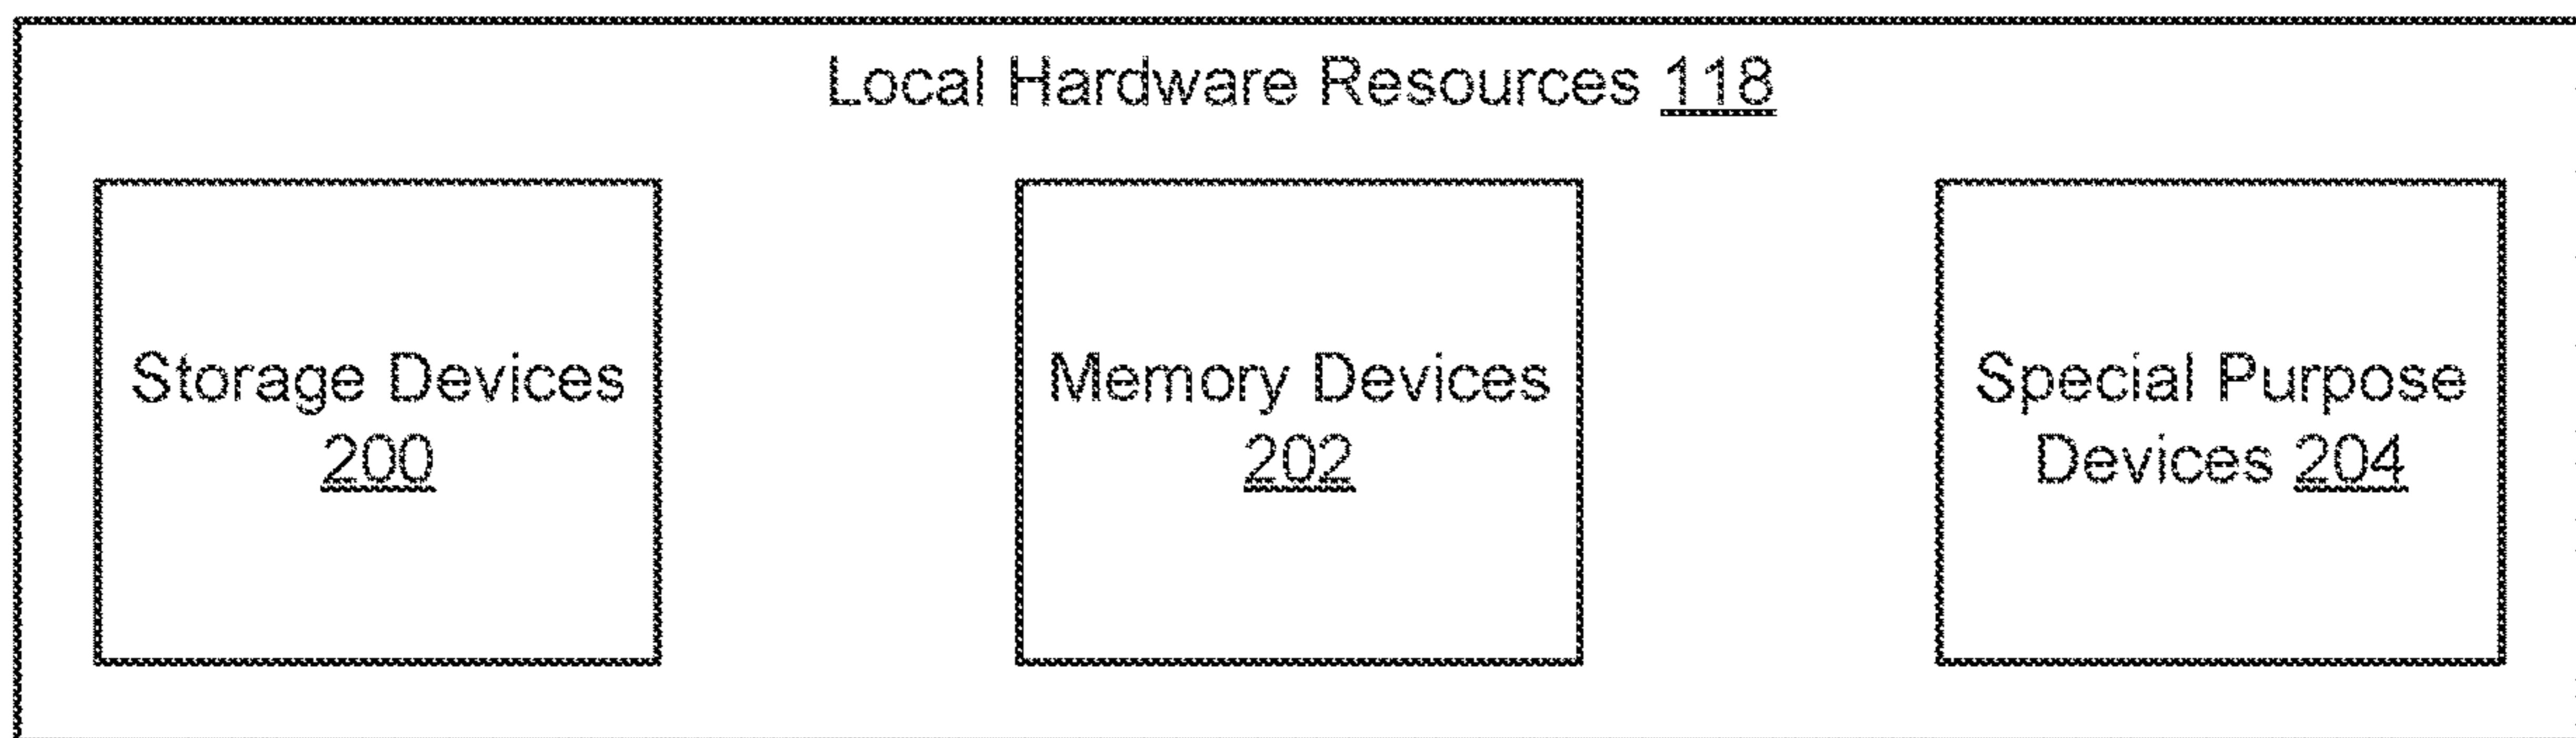 Local Hardware Resources 118
Storage Devices
200
Memory Devices
202
Special Purpose
Devices 204